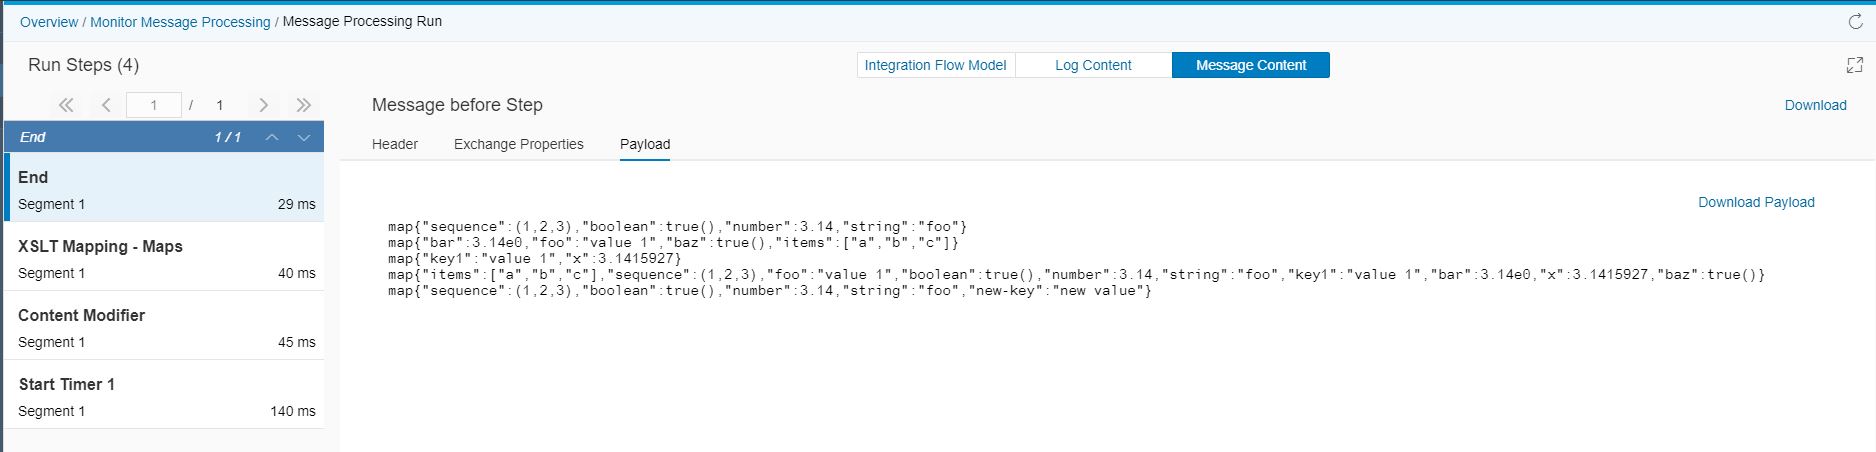 Overview / Monitor Message Processing / Message Processing Run
Run Steps (4)
Integration Flow Model
Log Content
Message Content
1 / 1
Message before Step
Download
End 1 / 1
Header Exchange Properties Payload
End
Segment 1 29 ms
XSLT Mapping - Maps
Segment 1 40 ms
Content Modifier
Segment 1 45 ms
Start Timer 1
Segment 1 140 ms
Download Payload
map{"sequence":(1,2,3),"boolean":true(),"number":3.14,"string":"foo"}
map{"bar":3.14e0,"foo":"value 1","baz":true(),"items":["a","b","c"]}
map{"key1":"value 1","x":3.1415927}
map{"items":["a","b","c"],"sequence":(1,2,3),"foo":"value 1","boolean":true(),"number":3.14,"string":"foo","key1":"value 1","bar":3.14e0,"x":3.1415927,"baz":true()}
map{"sequence":(1,2,3),"boolean":true(),"number":3.14,"string":"foo","new-key":"new value"}